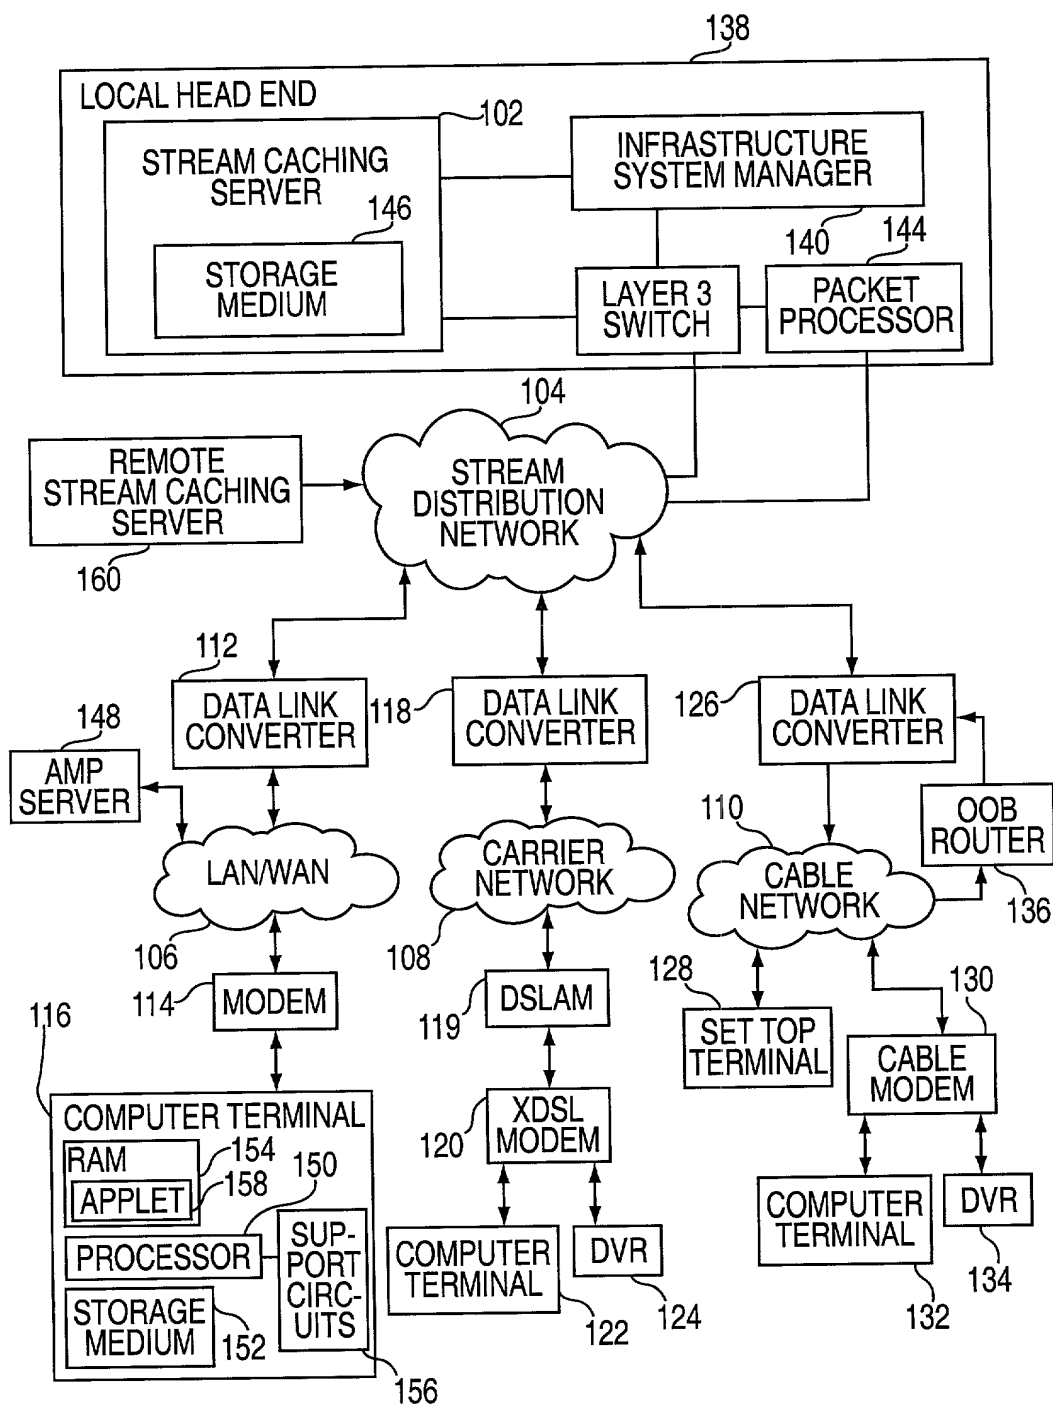 138
LOCAL HEAD END
102
STREAM CACHING
SERVER
146
STORAGE
MEDIUM
INFRASTRUCTURE
SYSTEM MANAGER
140
144
LAYER 3
SWITCH
PACKET
PROCESSOR
104
REMOTE
STREAM CACHING
SERVER
160
STREAM
DISTRIBUTION
NETWORK
112
DATA LINK
CONVERTER
118
DATA LINK
CONVERTER
126
DATA LINK
CONVERTER
148
AMP
SERVER
OOB
ROUTER
136
LAN/WAN
106
CARRIER
NETWORK
108
110
CABLE
NETWORK
114
MODEM
119
DSLAM
128
SET TOP
TERMINAL
130
CABLE
MODEM
116
COMPUTER TERMINAL
RAM
154
APPLET
158
150
PROCESSOR
SUP-
PORT
CIRC-
UITS
STORAGE
MEDIUM
152
156
120
XDSL
MODEM
COMPUTER
TERMINAL
122
DVR
124
COMPUTER
TERMINAL
132
DVR
134